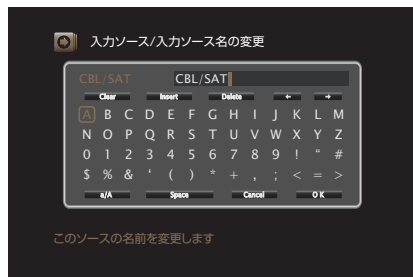 入力ソース/入力ソース名の変更
CBL/SAT CBL/SAT
Clear Insert Delete ← →
A B C D E F G H I J K L M
N O P Q R S T U V W X Y Z
0 1 2 3 4 5 6 7 8 9 ! “ #
$ % & ‘ ( ) * + , ; < = >
a/A Space Cancel O K
このソースの名前を変更します